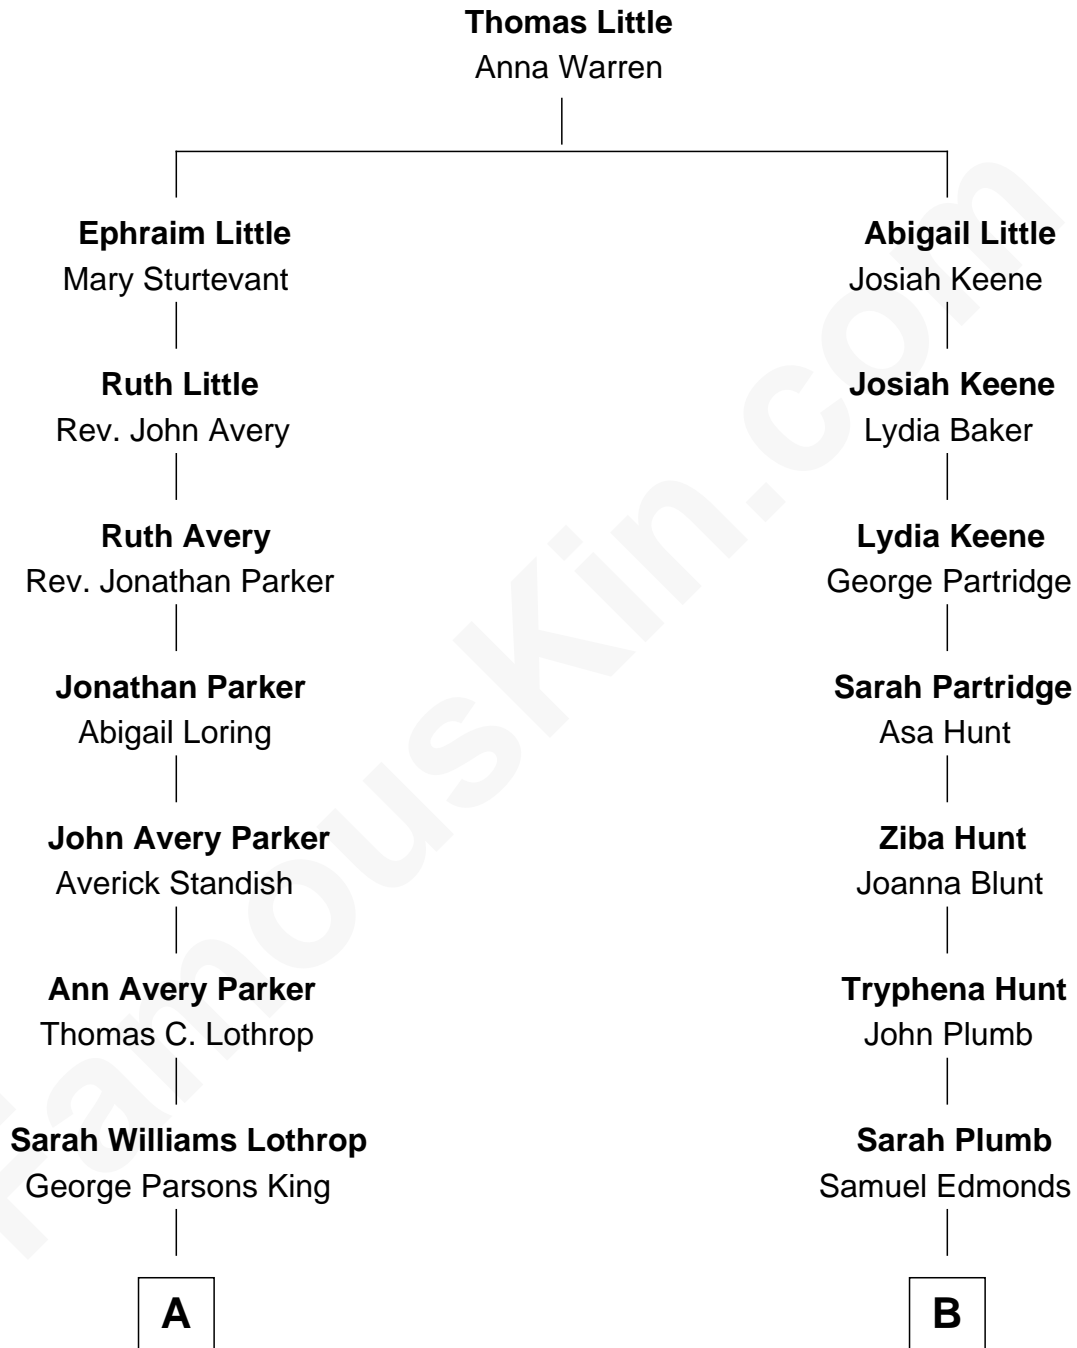 Thomas Little
Anna Warren
Ephraim Little
Mary Sturtevant
Abigail Little
Josiah Keene
Ruth Little
Rev. John Avery
Josiah Keene
Lydia Baker
Ruth Avery
Rev. Jonathan Parker
Lydia Keene
George Partridge
Jonathan Parker
Abigail Loring
Sarah Partridge
Asa Hunt
John Avery Parker
Averick Standish
Ziba Hunt
Joanna Blunt
Ann Avery Parker
Thomas C. Lothrop
Tryphena Hunt
John Plumb
Sarah Williams Lothrop
George Parsons King
Sarah Plumb
Samuel Edmonds
A
B
FamousKin.com